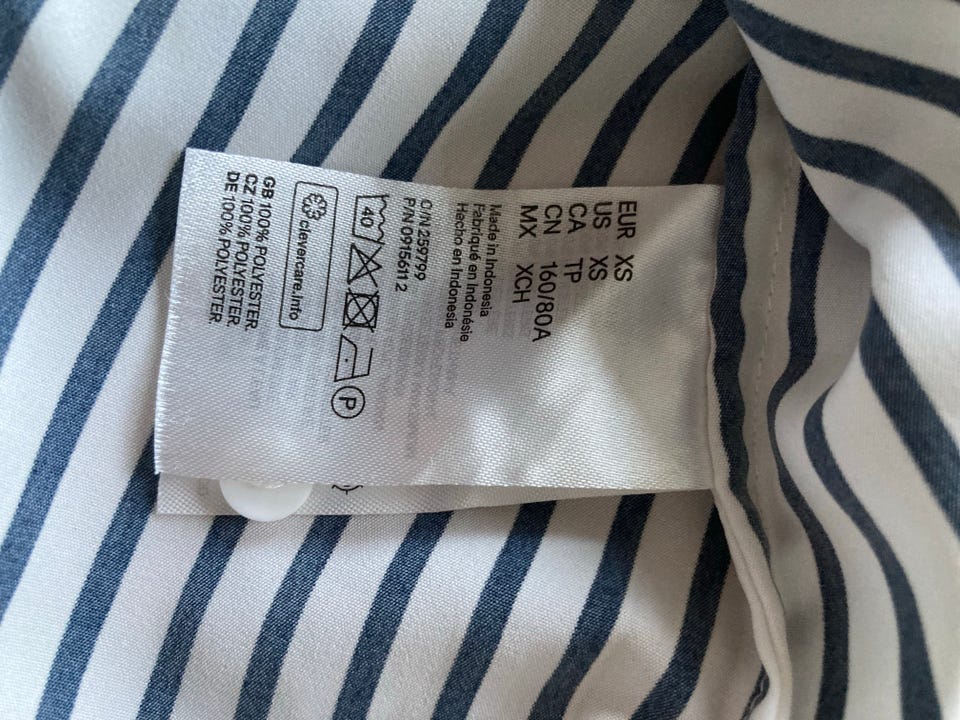 EUR XS
US XS
CA TP
CN 160/80A
MX XCH
Made in Indonesia
Fabriqué en Indonésie
Hecho en Indonesia
C/N 259799
P/N 0915611 2
40
P
clevercare.info
GB 100% POLYESTER
CZ 100% POLYESTER
DE 100% POLYESTER